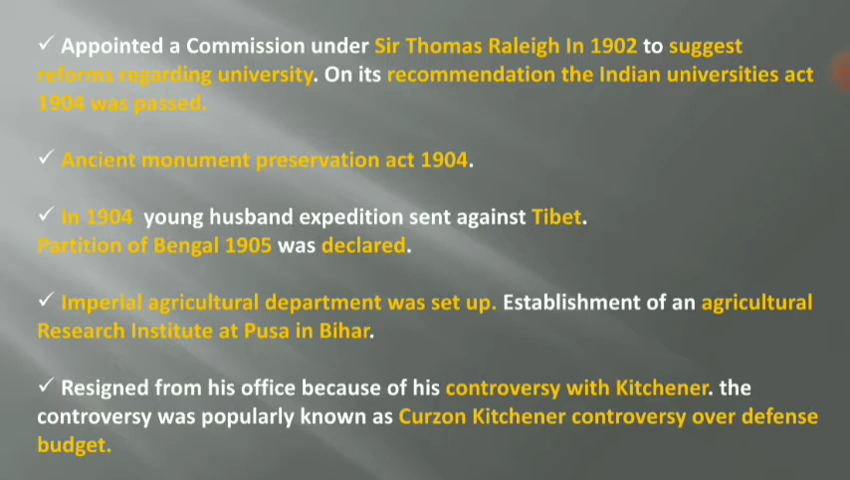 ✓ Appointed a Commission under Sir Thomas Raleigh In 1902 to suggest
reforms regarding university. On its recommendation the Indian universities act
1904 was passed.
✓ Ancient monument preservation act 1904.
✓ In 1904 young husband expedition sent against Tibet.
Partition of Bengal 1905 was declared.
✓ Imperial agricultural department was set up. Establishment of an agricultural
Research Institute at Pusa in Bihar.
✓ Resigned from his office because of his controversy with Kitchener. the
controversy was popularly known as Curzon Kitchener controversy over defense
budget.